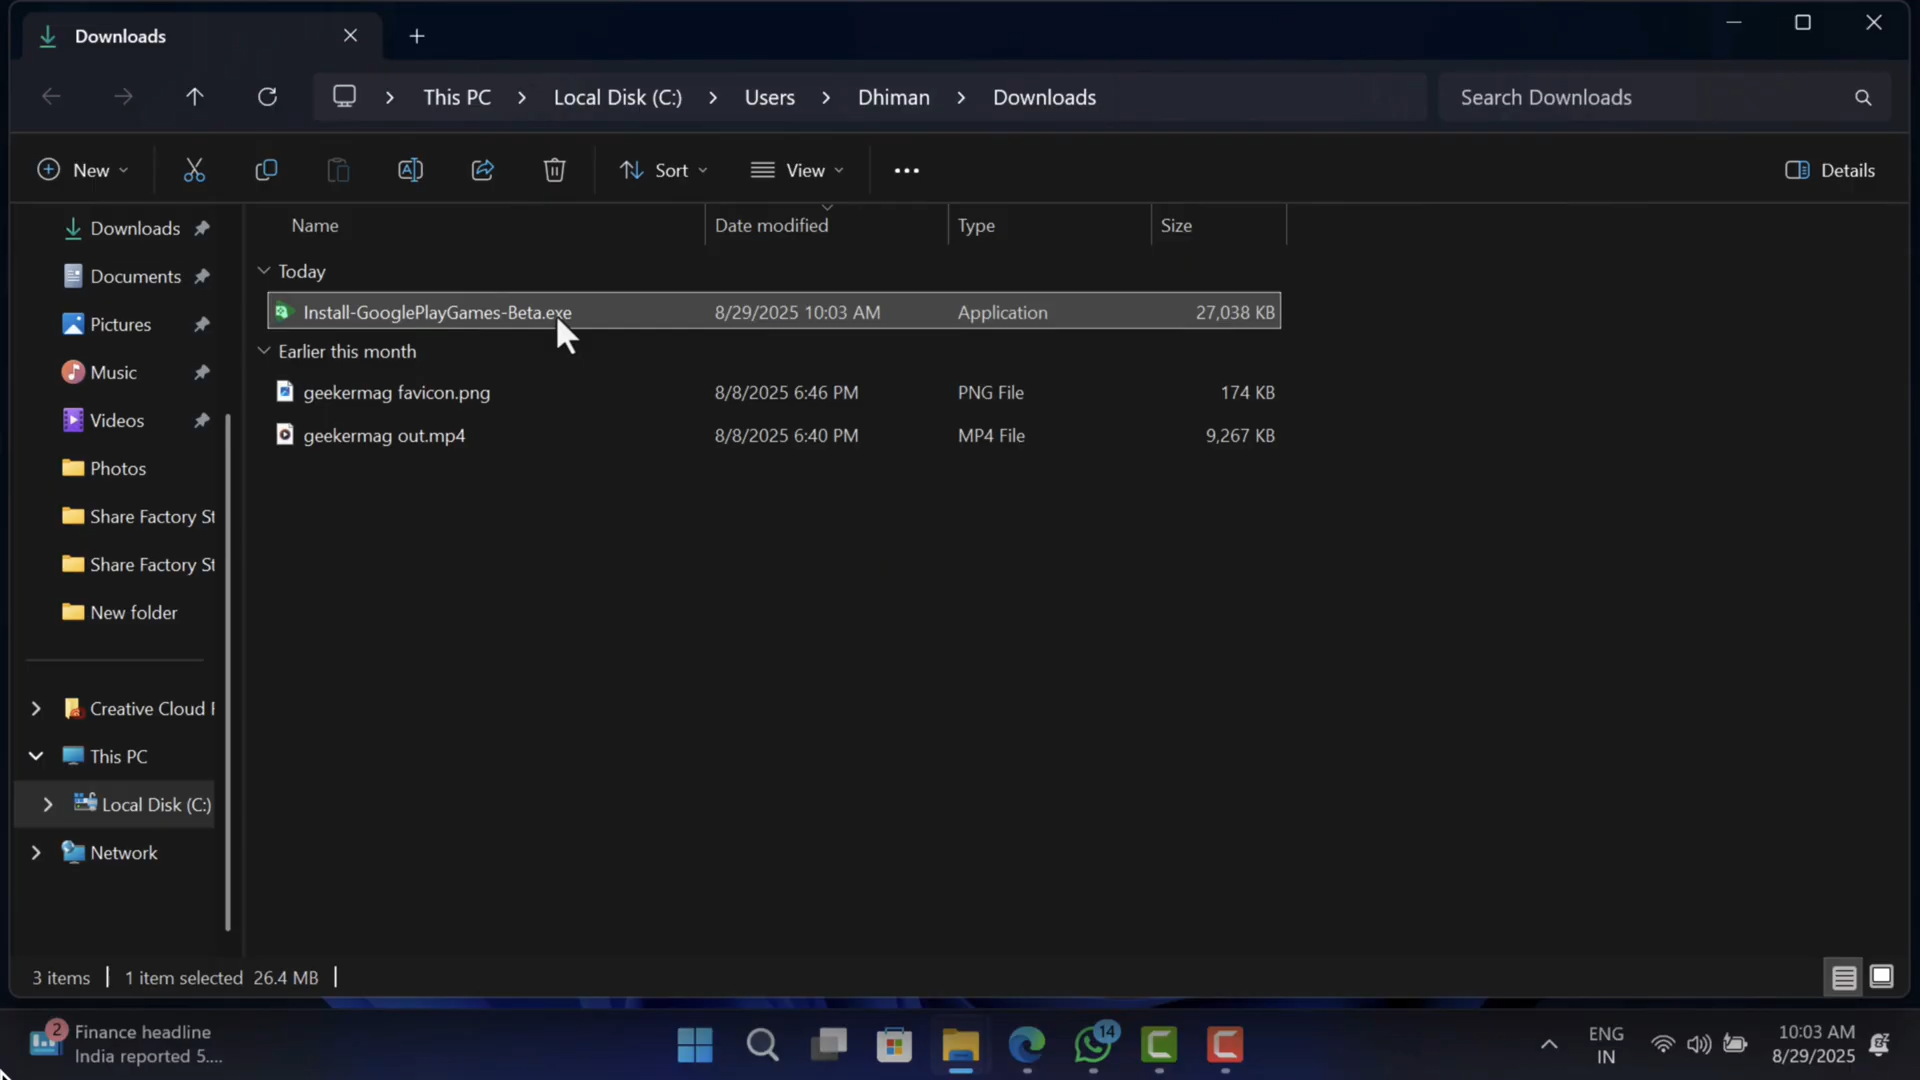 Downloads
This PC
Local Disk (C:)
Users
Dhiman
Downloads
Search Downloads
New
Sort
View
Details
Name
Date modified
Type
Size
Today
Install-GooglePlayGames-Beta.exe
8/29/2025 10:03 AM
Application
27,038 KB
Earlier this month
geekermag favicon.png
8/8/2025 6:46 PM
PNG File
174 KB
geekermag out.mp4
8/8/2025 6:40 PM
MP4 File
9,267 KB
Downloads
Documents
Pictures
Music
Videos
Photos
Share Factory St
Share Factory St
New folder
Creative Cloud F
This PC
Local Disk (C:)
Network
3 items
1 item selected 26.4 MB
2
Finance headline
India reported 5....
14
ENG
IN
10:03 AM
8/29/2025